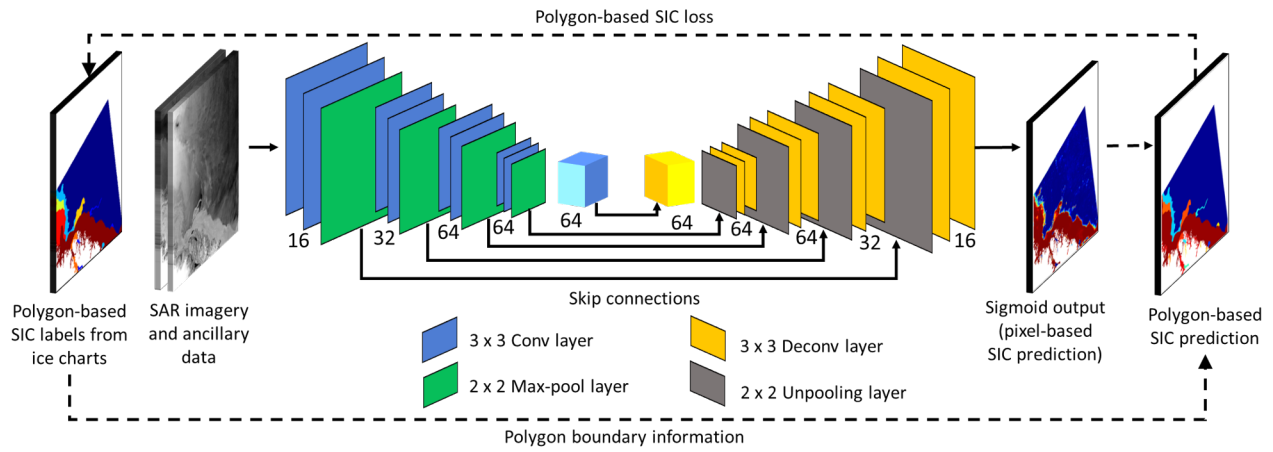 Polygon-based SIC loss
16
32
64
64
64
64
64
64
32
16
Skip connections
Polygon-based
SIC labels from
ice charts
SAR imagery
and ancillary
data
3 x 3 Conv layer
2 x 2 Max-pool layer
3 x 3 Deconv layer
2 x 2 Unpooling layer
Sigmoid output
(pixel-based
SIC prediction)
Polygon-based
SIC prediction
Polygon boundary information